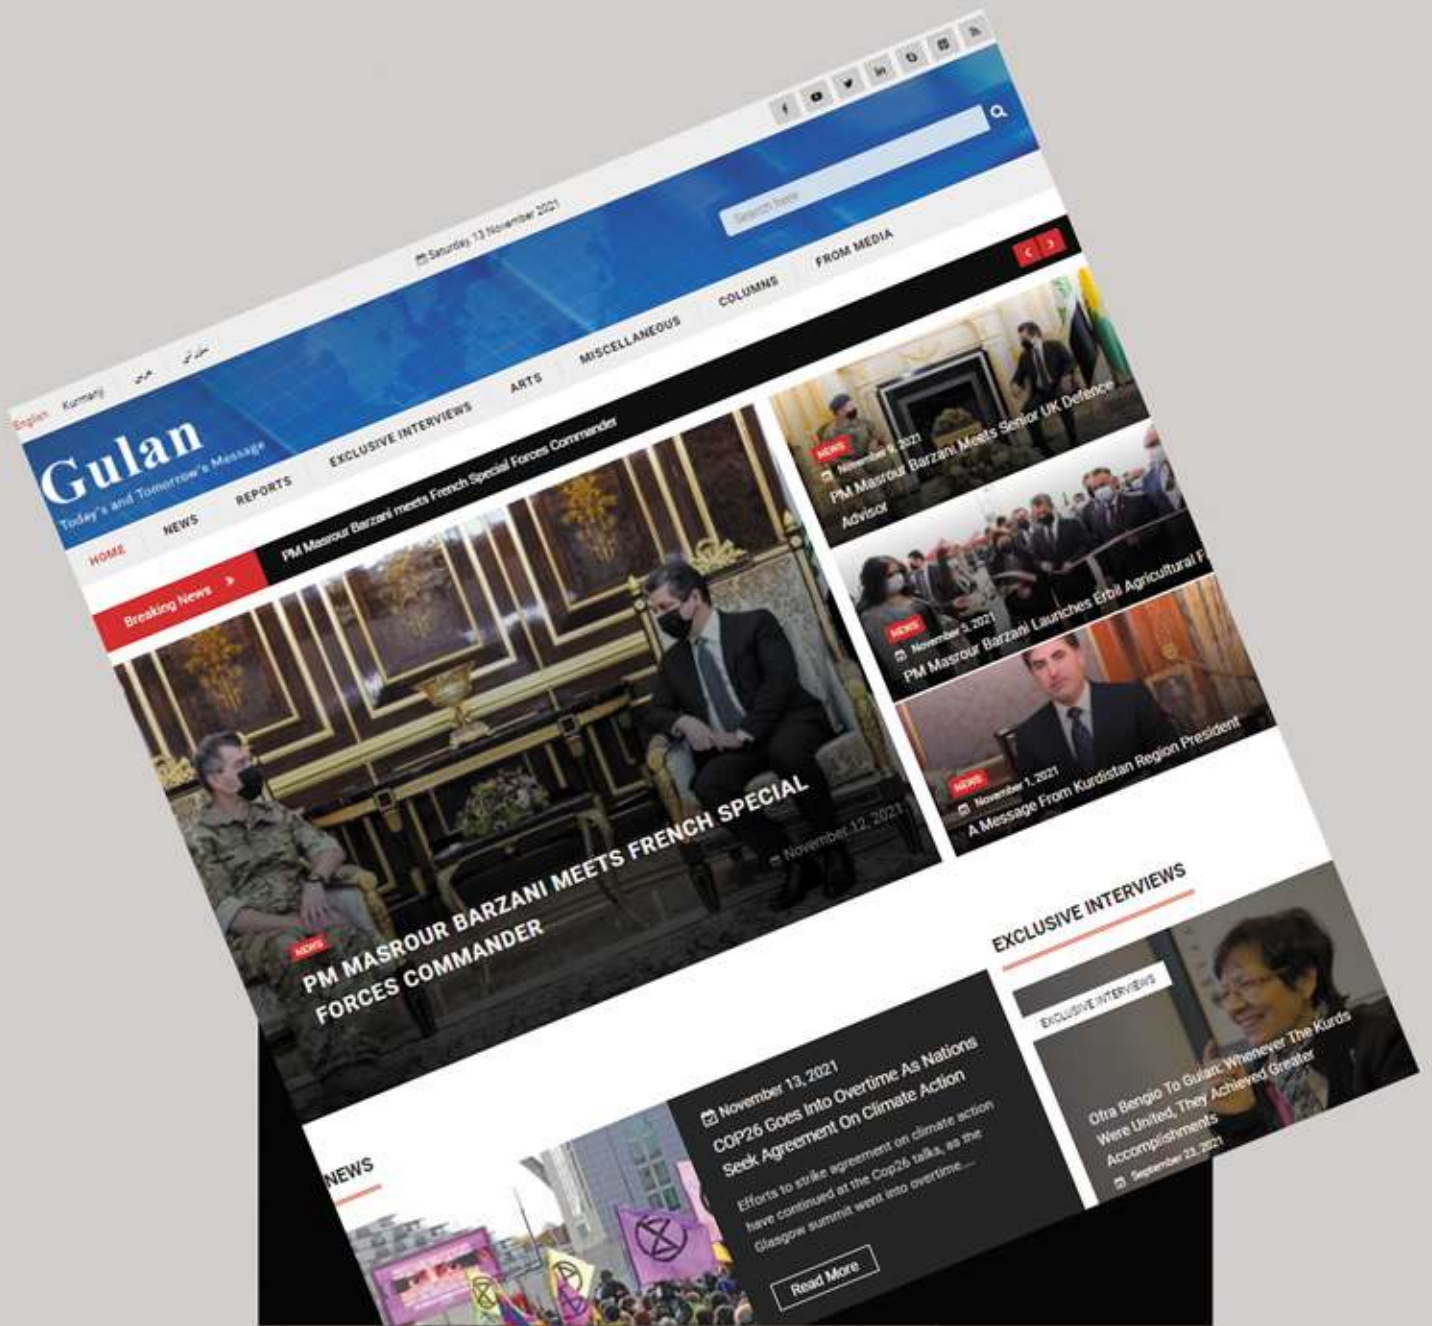 Saturday, 13 November 2021
English Kurmanji عربي
Gulan
Today's and Tomorrow's Message
Search here
HOME NEWS REPORTS EXCLUSIVE INTERVIEWS ARTS MISCELLANEOUS COLUMNS FROM MEDIA
Breaking News
PM Masrour Barzani meets French Special Forces Commander
NEWS
PM MASROUR BARZANI MEETS FRENCH SPECIAL
FORCES COMMANDER
November 12, 2021
NEWS
November 9, 2021
PM Masrour Barzani Meets Senior UK Defence
Advisor
NEWS
November 5, 2021
PM Masrour Barzani Launches Erbil Agricultural F
NEWS
November 1, 2021
A Message From Kurdistan Region President
NEWS
November 13, 2021
COP26 Goes Into Overtime As Nations
Seek Agreement On Climate Action
Efforts to strike agreement on climate action
have continued at the Cop26 talks, as the
Glasgow summit went into overtime....
Read More
EXCLUSIVE INTERVIEWS
EXCLUSIVE INTERVIEWS
Ofra Bengio To Gulan: Whenever The Kurds
Were United, They Achieved Greater
Accomplishments
September 23, 2021